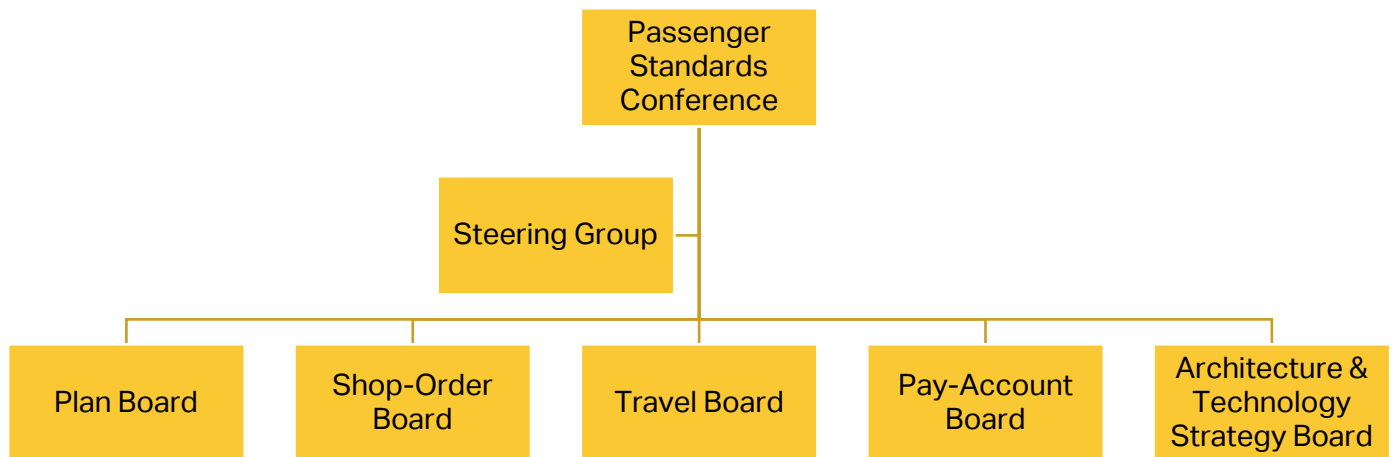 Passenger
Standards
Conference
Steering Group
Plan Board
Shop-Order
Board
Travel Board
Pay-Account
Board
Architecture &
Technology
Strategy Board